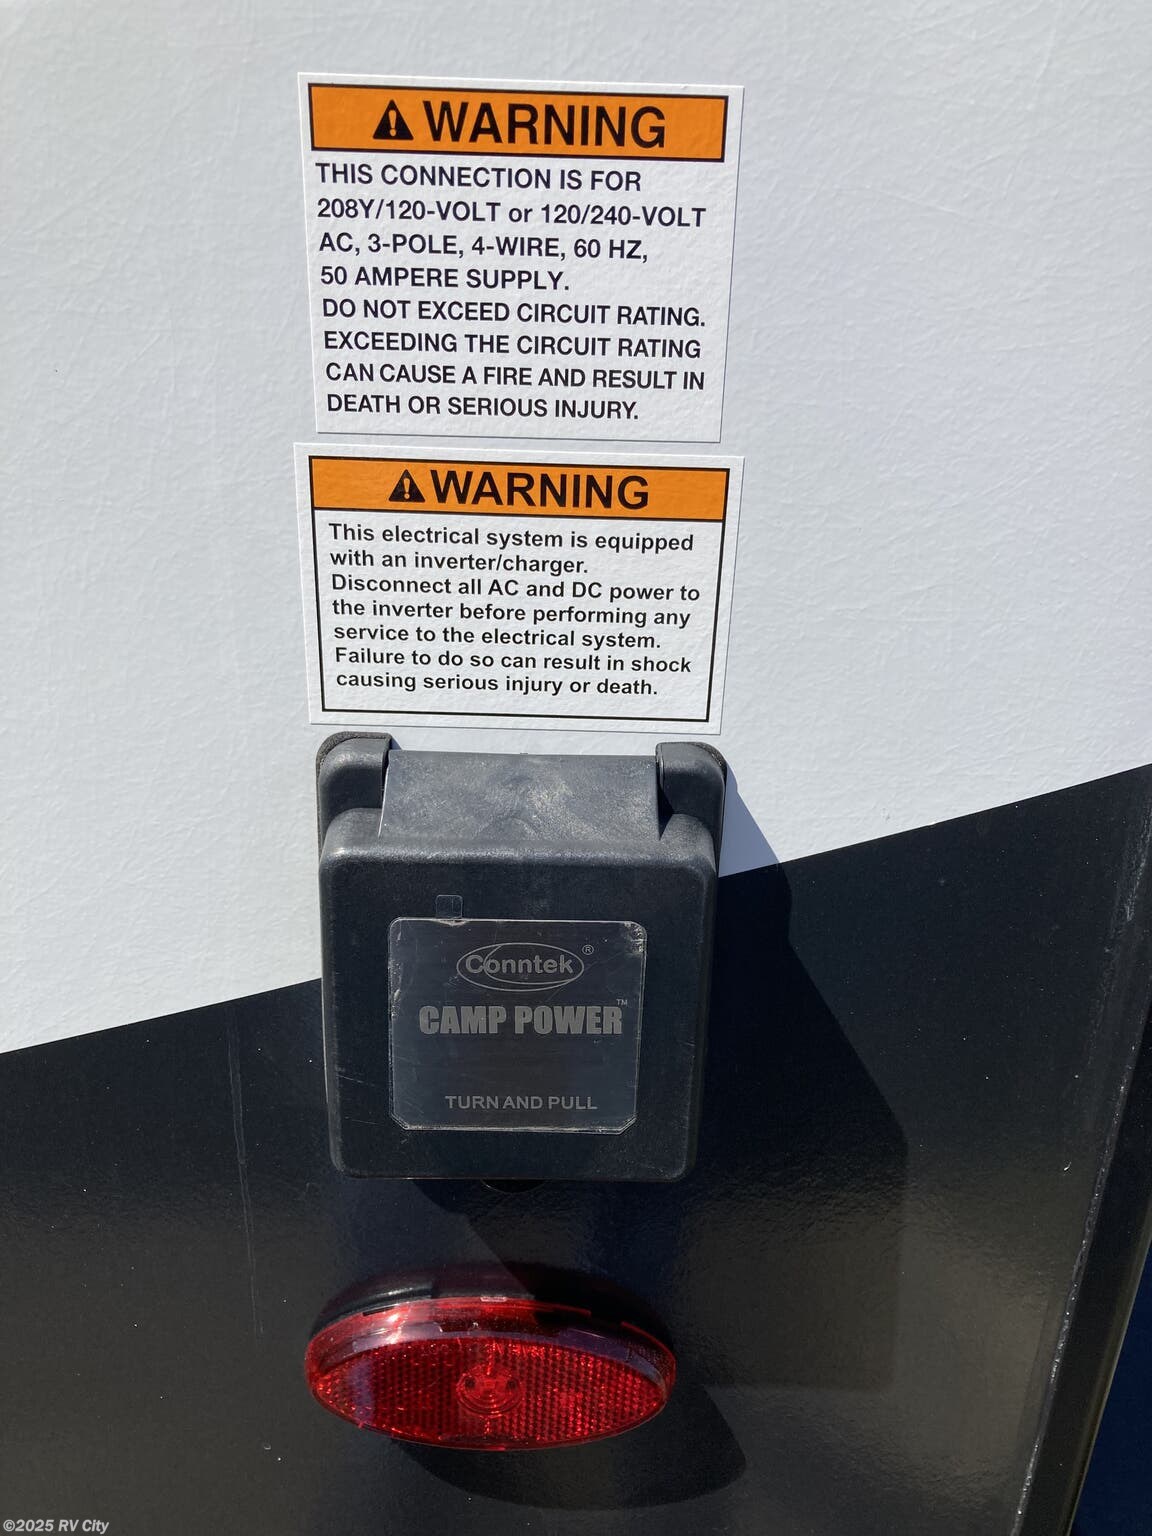 ⚠ WARNING
THIS CONNECTION IS FOR
208Y/120-VOLT or 120/240-VOLT
AC, 3-POLE, 4-WIRE, 60 HZ,
50 AMPERE SUPPLY.
DO NOT EXCEED CIRCUIT RATING.
EXCEEDING THE CIRCUIT RATING
CAN CAUSE A FIRE AND RESULT IN
DEATH OR SERIOUS INJURY.
⚠ WARNING
This electrical system is equipped
with an inverter/charger.
Disconnect all AC and DC power to
the inverter before performing any
service to the electrical system.
Failure to do so can result in shock
causing serious injury or death.
Conntek®
CAMP POWER™
TURN AND PULL
©2025 RV City